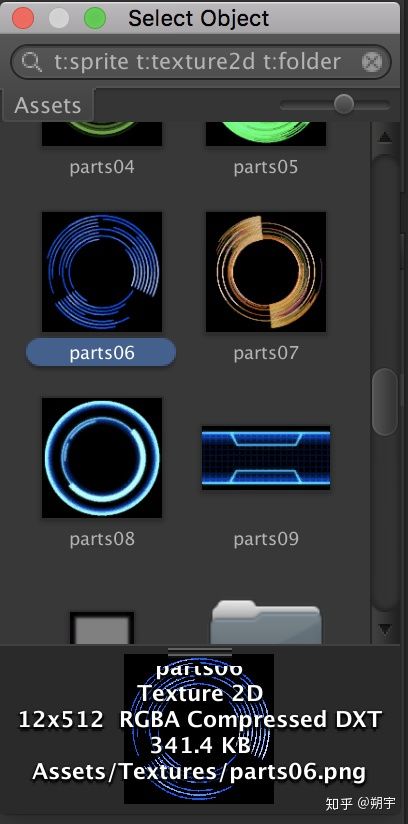 Select Object
t:sprite t:texture2d t:folder
Assets
parts04 parts05
parts06 parts07
parts08 parts09
parts06
Texture 2D
12x512 RGBA Compressed DXT
341.4 KB
Assets/Textures/parts06.png
知乎 @朔宇